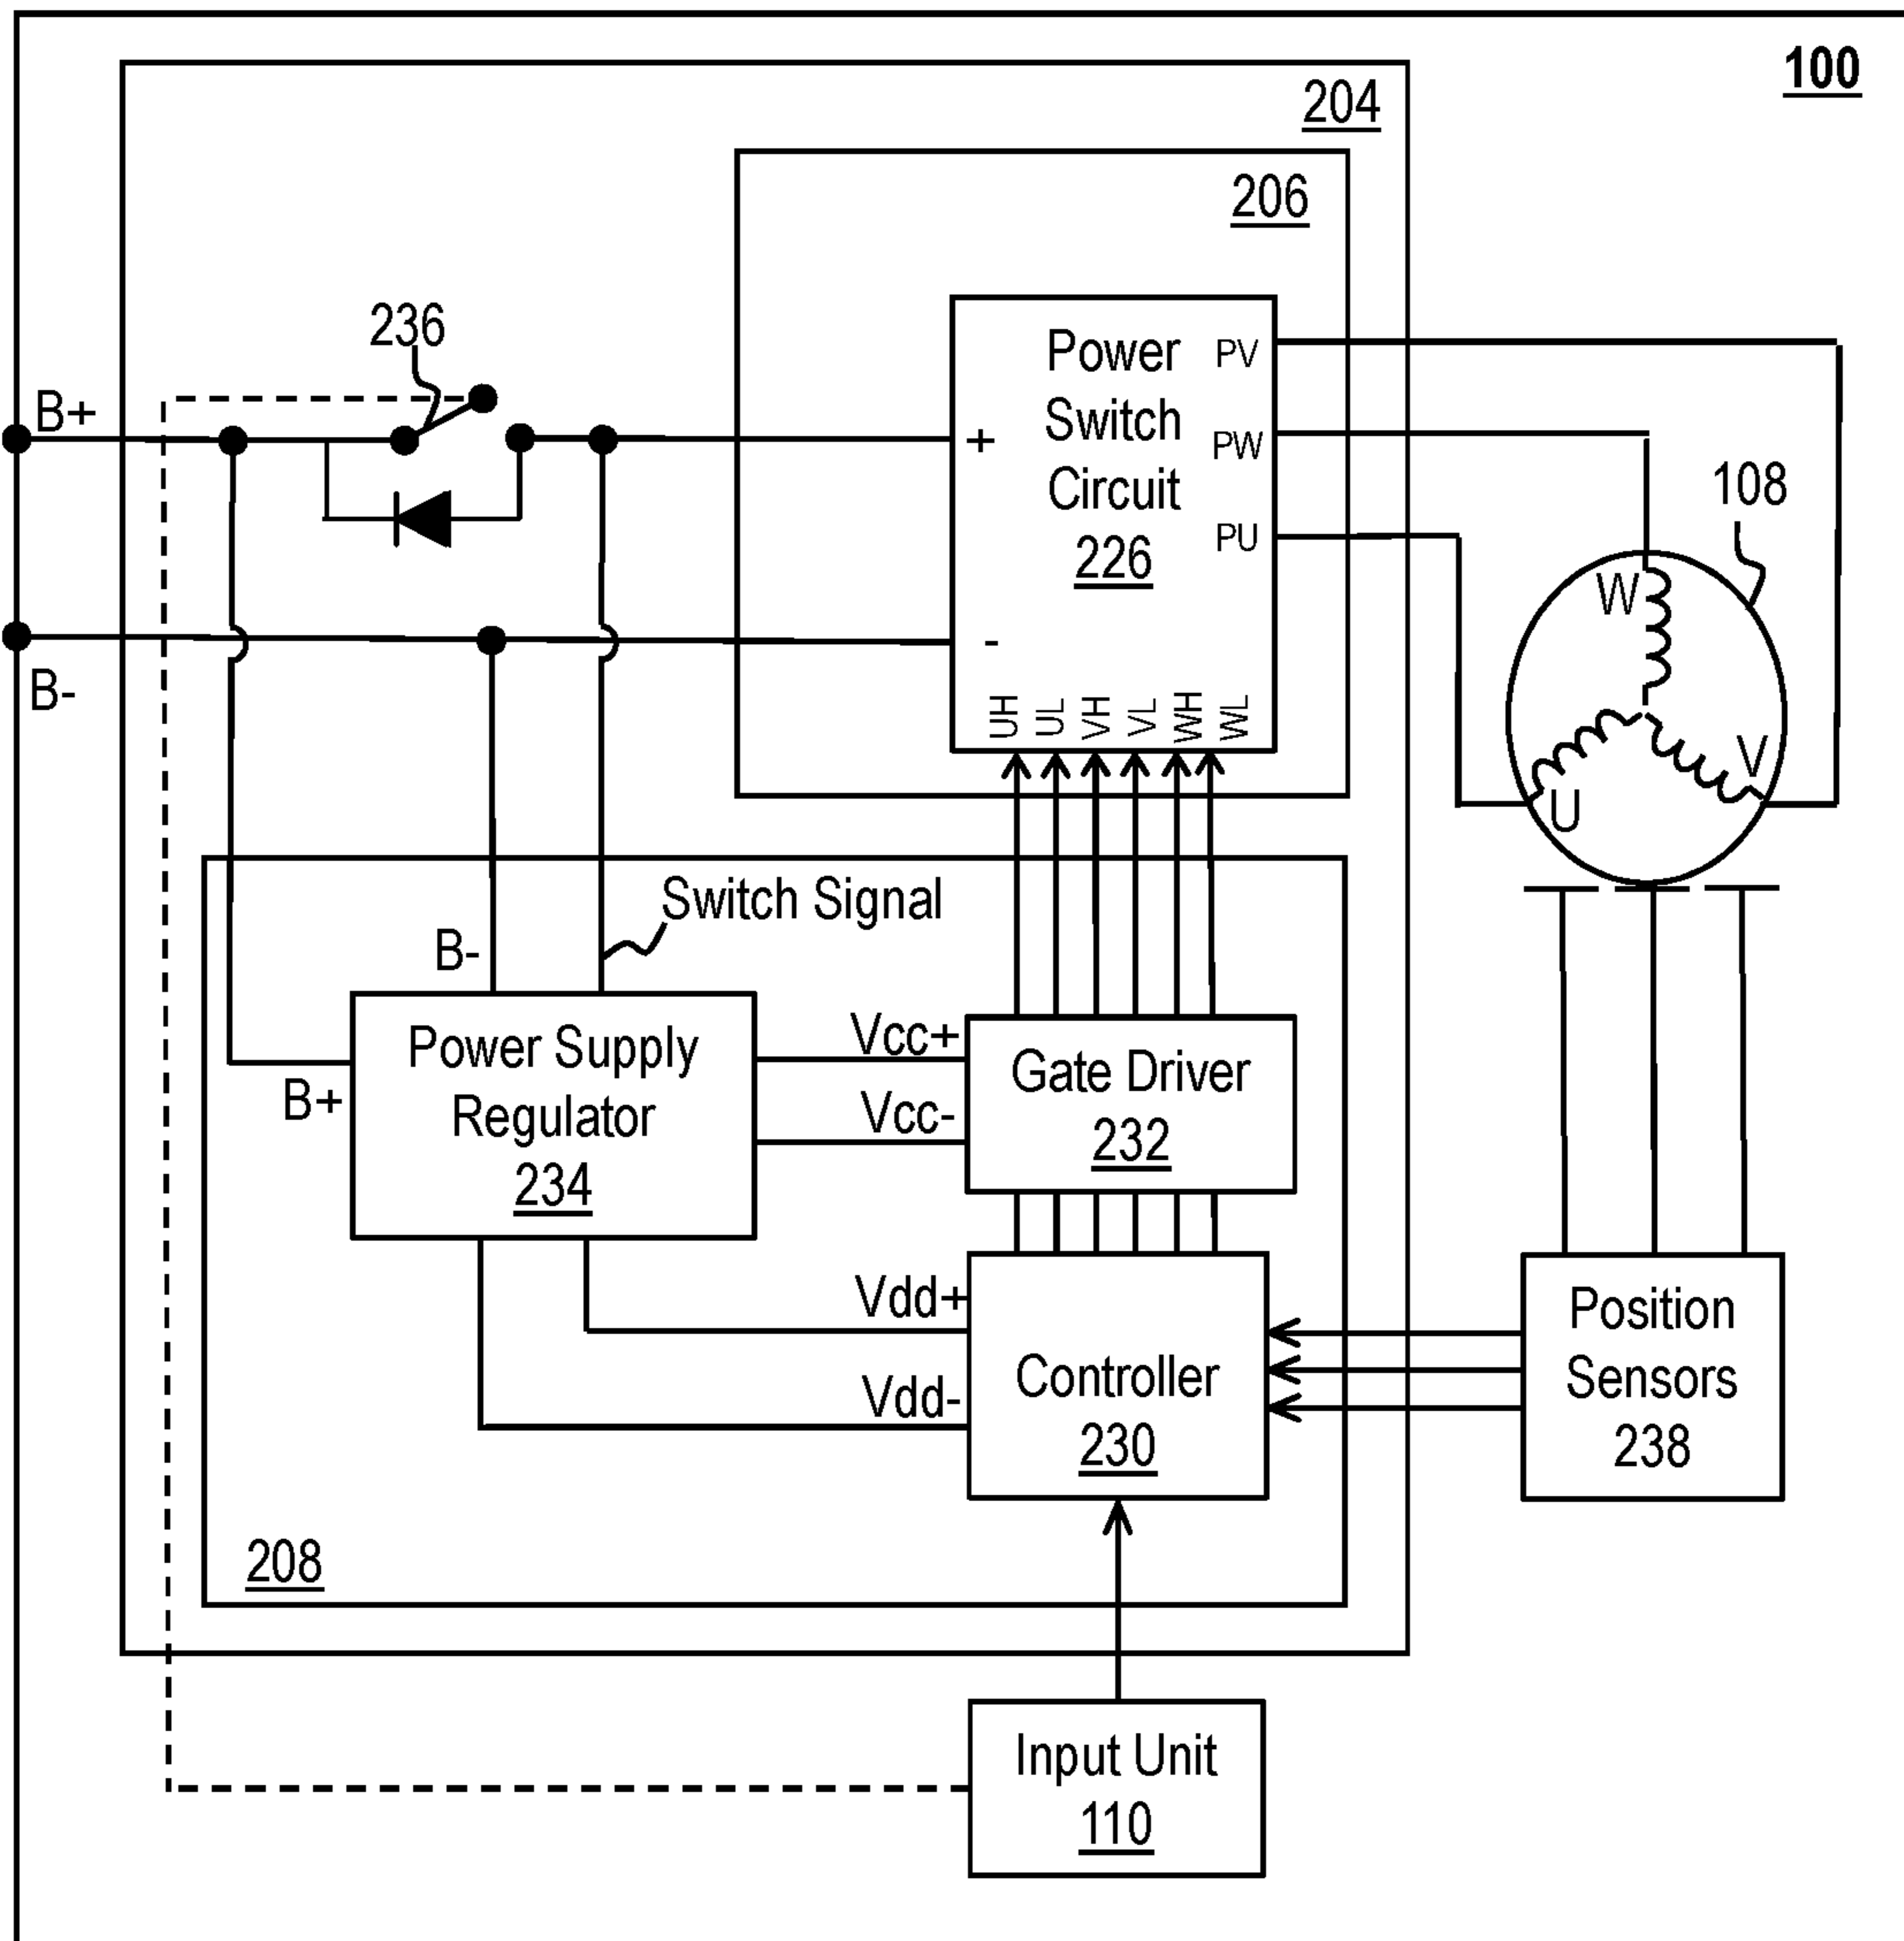 100
204
206
236
B+
B-
Power
Switch
Circuit
226
+
-
PV
PW
PU
UH
UL
VH
VL
WH
WL
108
W
U
V
Switch Signal
B-
B+
Power Supply
Regulator
234
Vcc+
Vcc-
Gate Driver
232
Vdd+
Vdd-
Controller
230
Position
Sensors
238
208
Input Unit
110